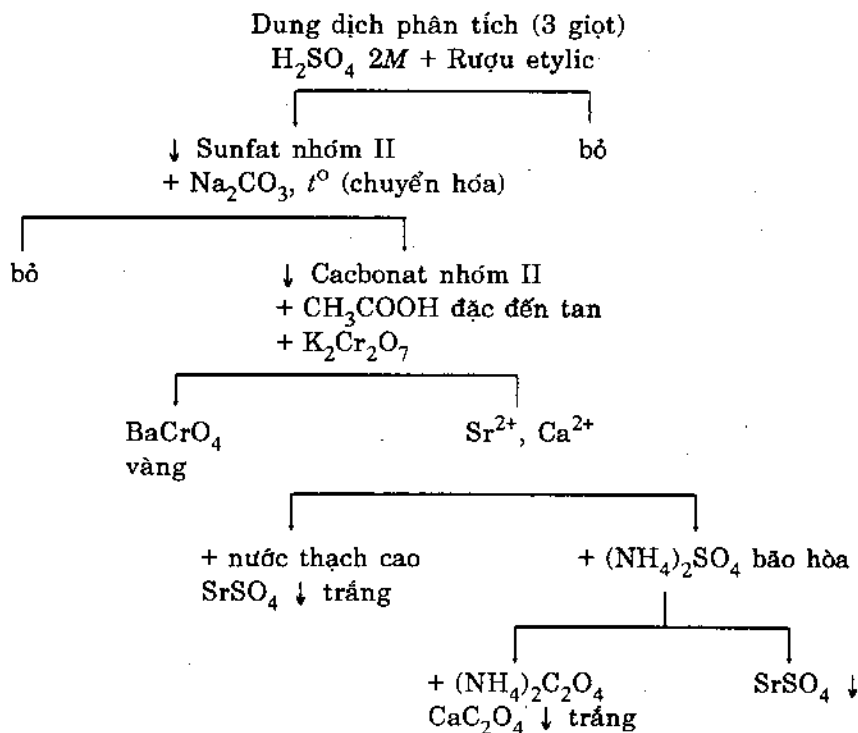 Dung dịch phân tích (3 giọt)
H₂SO₄ 2M + Rượu etylic
↓ Sunfat nhóm II
+ Na₂CO₃, t° (chuyển hóa)
bỏ
bỏ
↓ Cacbonat nhóm II
+ CH₃COOH đặc đến tan
+ K₂Cr₂O₇
BaCrO₄
vàng
Sr²⁺, Ca²⁺
+ nước thạch cao
SrSO₄ ↓ trắng
+ (NH₄)₂SO₄ bão hòa
+ (NH₄)₂C₂O₄
CaC₂O₄ ↓ trắng
SrSO₄ ↓